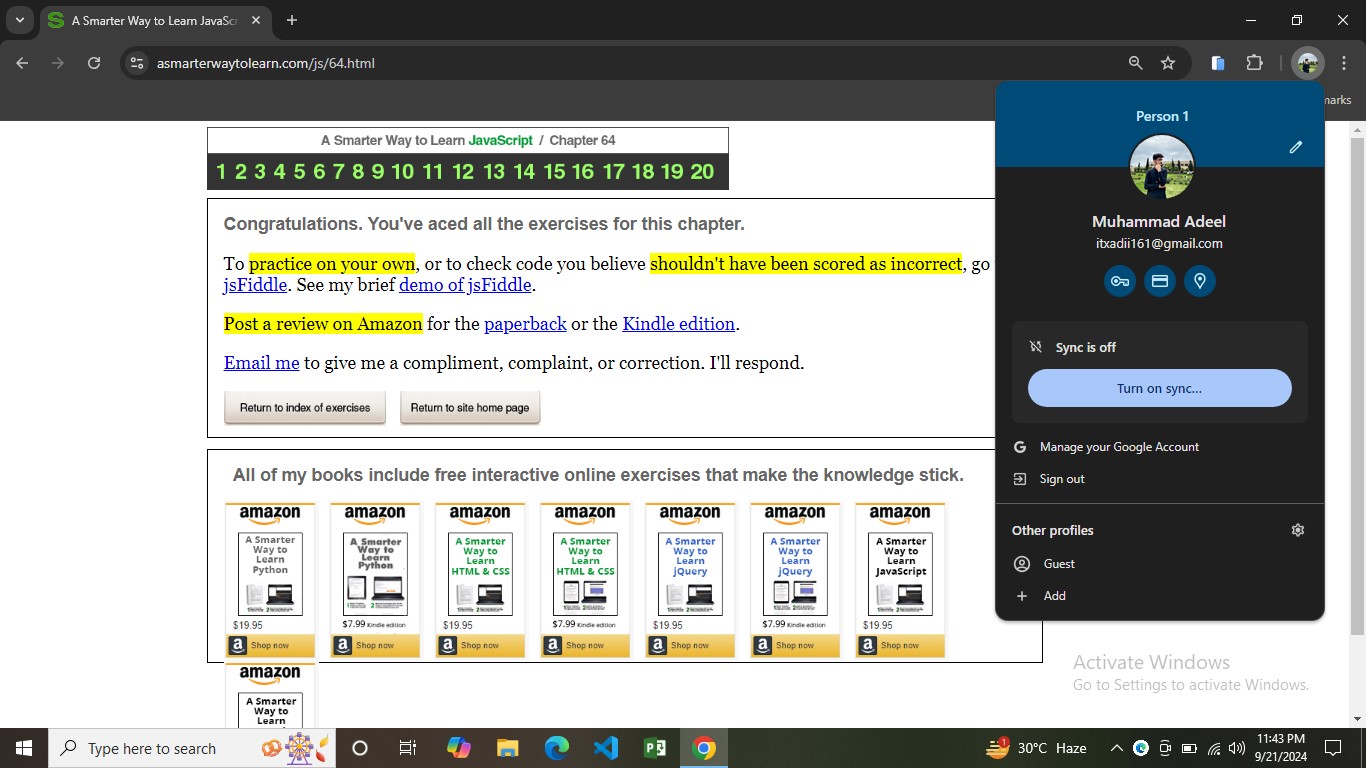 A Smarter Way to Learn JavaScr
asmarterwaytolearn.com/js/64.html
marks
A Smarter Way to Learn JavaScript / Chapter 64
1 2 3 4 5 6 7 8 9 10 11 12 13 14 15 16 17 18 19 20
Congratulations. You've aced all the exercises for this chapter.
To practice on your own, or to check code you believe shouldn't have been scored as incorrect, go
jsFiddle. See my brief demo of jsFiddle.
Post a review on Amazon for the paperback or the Kindle edition.
Email me to give me a compliment, complaint, or correction. I'll respond.
Return to index of exercises Return to site home page
All of my books include free interactive online exercises that make the knowledge stick.
amazon amazon amazon amazon amazon amazon amazon
A Smarter Way to Learn Python
A Smarter Way to Learn Python
A Smarter Way to Learn HTML & CSS
A Smarter Way to Learn HTML & CSS
A Smarter Way to Learn jQuery
A Smarter Way to Learn jQuery
A Smarter Way to Learn JavaScript
$19.95 $7.99 Kindle edition $19.95 $7.99 Kindle edition $19.95 $7.99 Kindle edition $19.95
a Shop now a Shop now a Shop now a Shop now a Shop now a Shop now a Shop now
amazon
A Smarter
Way to
Learn
Person 1
Muhammad Adeel
itxadii161@gmail.com
Sync is off
Turn on sync...
Manage your Google Account
Sign out
Other profiles
Guest
Add
Activate Windows
Go to Settings to activate Windows.
Type here to search
1
30°C Haze
11:43 PM
9/21/2024